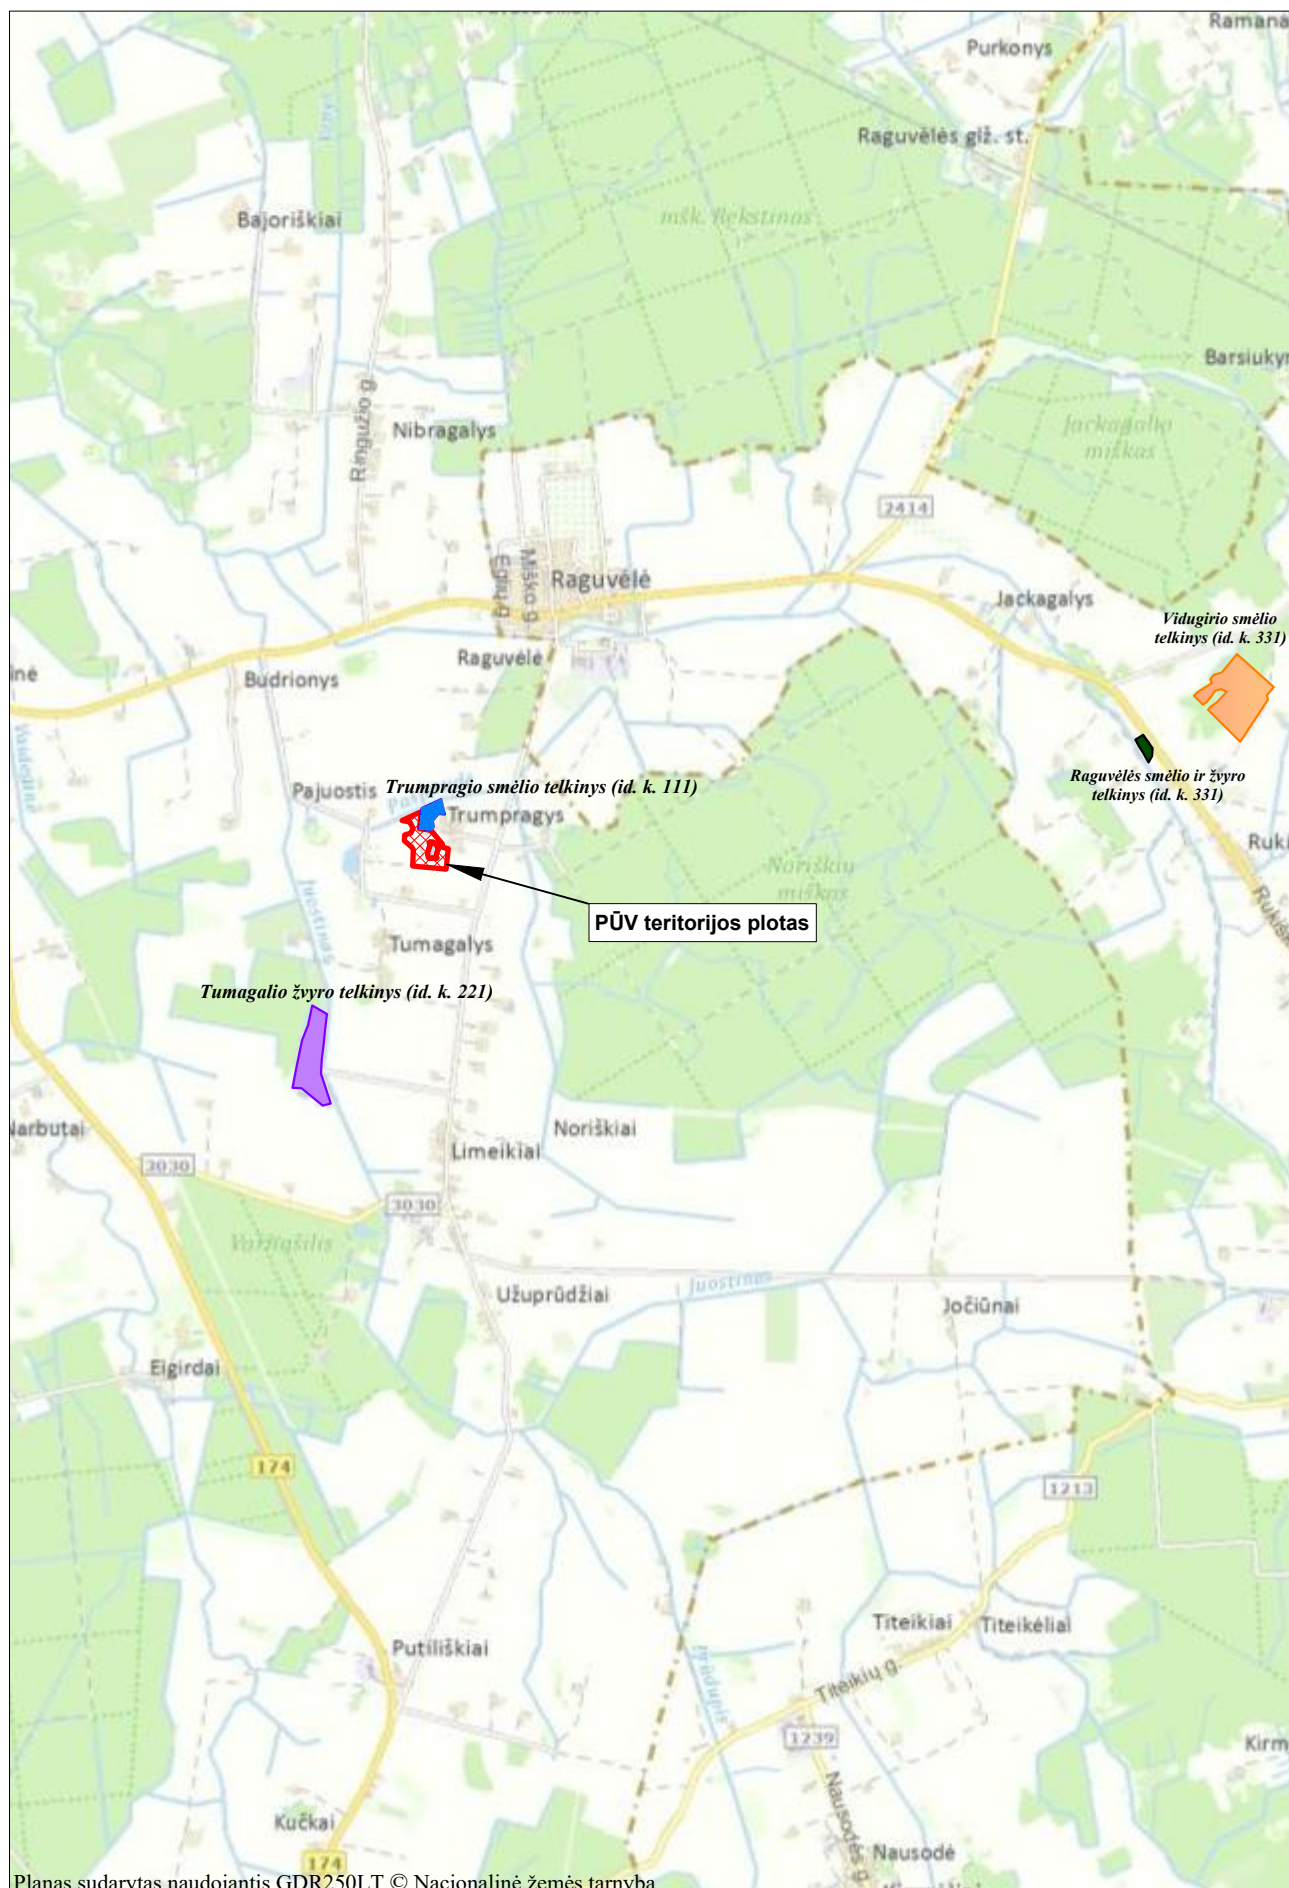 Ramana
Purkonys
Raguvėlės glž. st.
mšk. Rekstinas
Bajoriškiai
Barsiukyn
Jackagalio
miškas
Ringužio g.
Nibragalys
2414
Miško g.
Eglių g.
Raguvėlė
Jackagalys
Vidugirio smėlio
telkinys (id. k. 331)
Raguvėlė
inė
Budrionys
Vaidenė
Raguvėlės smėlio ir žvyro
telkinys (id. k. 331)
Pajuostis
Trumpragio smėlio telkinys (id. k. 111)
Trumpragys
Noriškių
miškas
PŪV teritorijos plotas
Juostinas
Tumagalys
Tumagalio žvyro telkinys (id. k. 221)
Narbutai
Noriškiai
Limeikiai
3030
3030
Juostinas
Užuprūdžiai
Jočiūnai
Eigirdai
174
1213
Titeikiai
Titeikėliai
Putiliškiai
Titeikių g.
Prūdupis
1239
Kirm
Nausodės g.
Kučkai
Nausodė
174
Planas sudarytas naudojantis GDR250LT © Nacionalinė žemės tarnyba